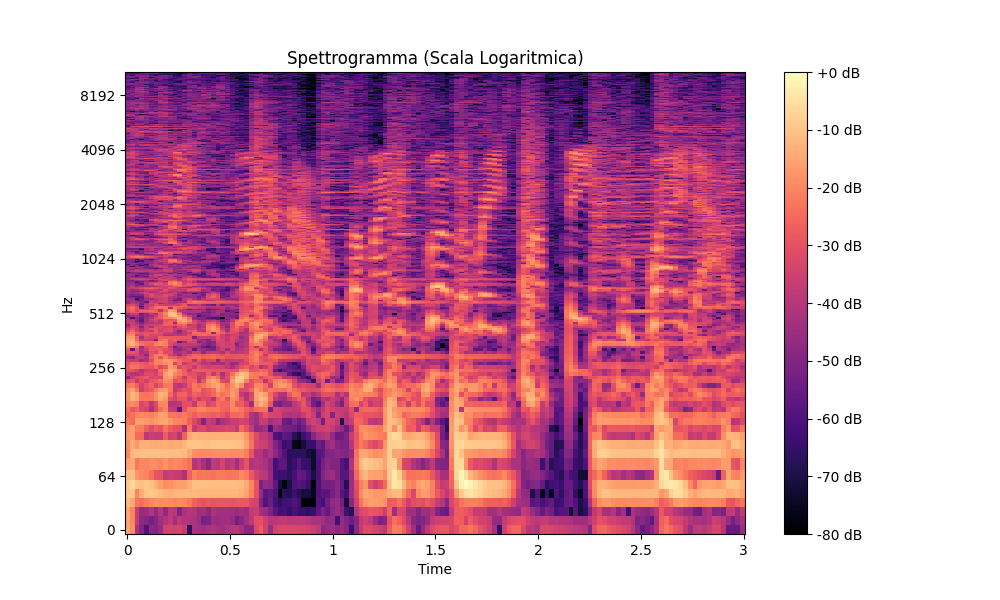 Spettrogramma (Scala Logaritmica)
Hz
8192
4096
2048
1024
512
256
128
64
0
0
0.5
1
1.5
2
2.5
3
Time
+0 dB
-10 dB
-20 dB
-30 dB
-40 dB
-50 dB
-60 dB
-70 dB
-80 dB